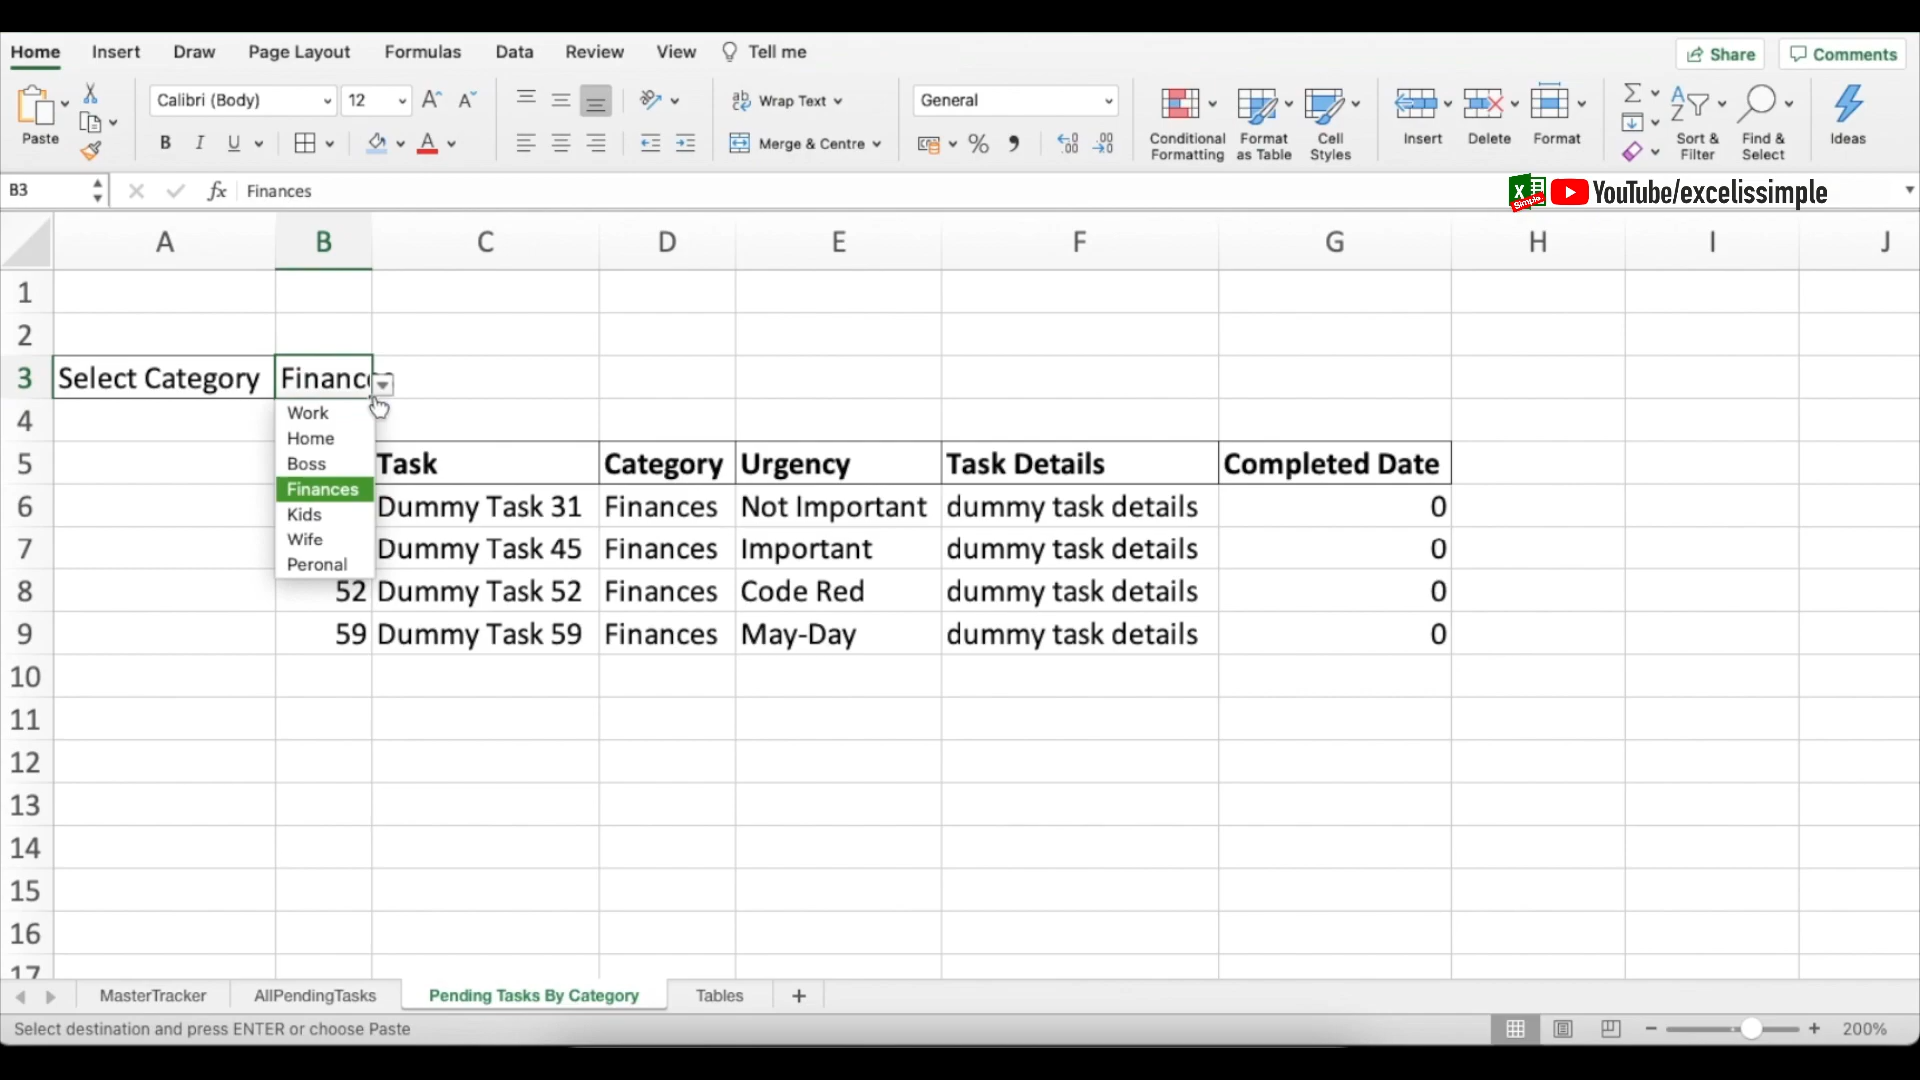 Home Insert Draw Page Layout Formulas Data Review View Tell me Share Comments
Paste Calibri (Body) 12 B I U Wrap Text Merge & Centre General % Conditional Formatting Format as Table Cell Styles Insert Delete Format Sort & Filter Find & Select Ideas
B3 fx Finances X Simple YouTube/excelissimple
A B C D E F G H I J
1
2
3 Select Category Finances
4
Work
Home
Boss
Finances
Kids
Wife
Peronal
5 Task Category Urgency Task Details Completed Date
6 Dummy Task 31 Finances Not Important dummy task details 0
7 Dummy Task 45 Finances Important dummy task details 0
8 52 Dummy Task 52 Finances Code Red dummy task details 0
9 59 Dummy Task 59 Finances May-Day dummy task details 0
10
11
12
13
14
15
16
17
MasterTracker AllPendingTasks Pending Tasks By Category Tables +
Select destination and press ENTER or choose Paste 200%